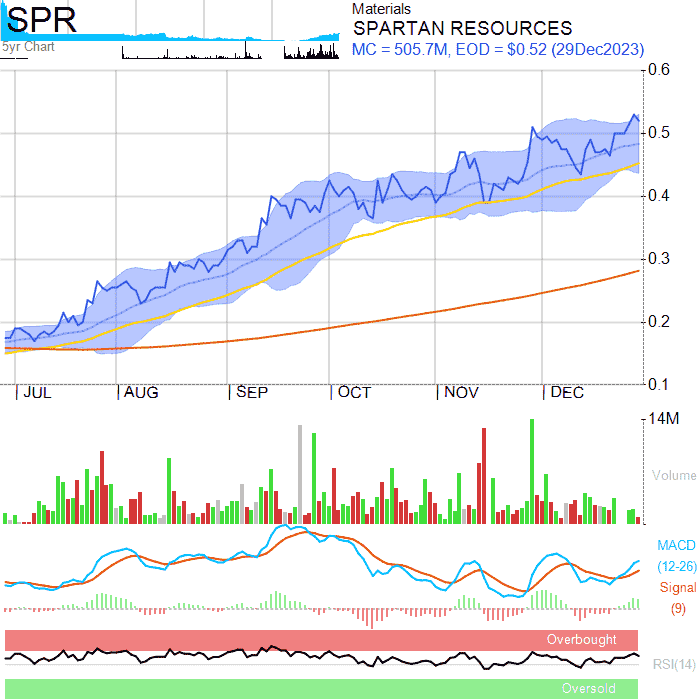 SPR
5yr Chart
Materials
SPARTAN RESOURCES
MC = 505.7M, EOD = $0.52 (29Dec2023)
0.6
0.5
0.4
0.3
0.2
0.1
JUL
AUG
SEP
OCT
NOV
DEC
14M
Volume
MACD
(12-26)
Signal
(9)
Overbought
RSI(14)
Oversold